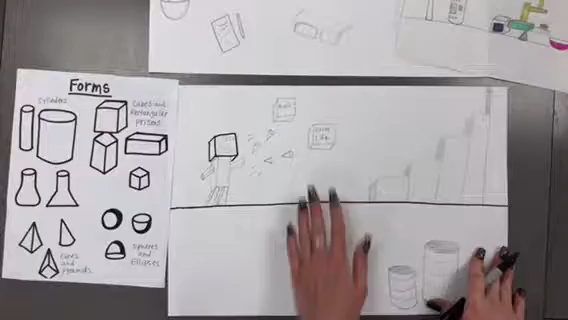 Forms
cylinders
Cubes and
Rectangular
prisms
cones
and
pyramids
spheres
and
Ellipses